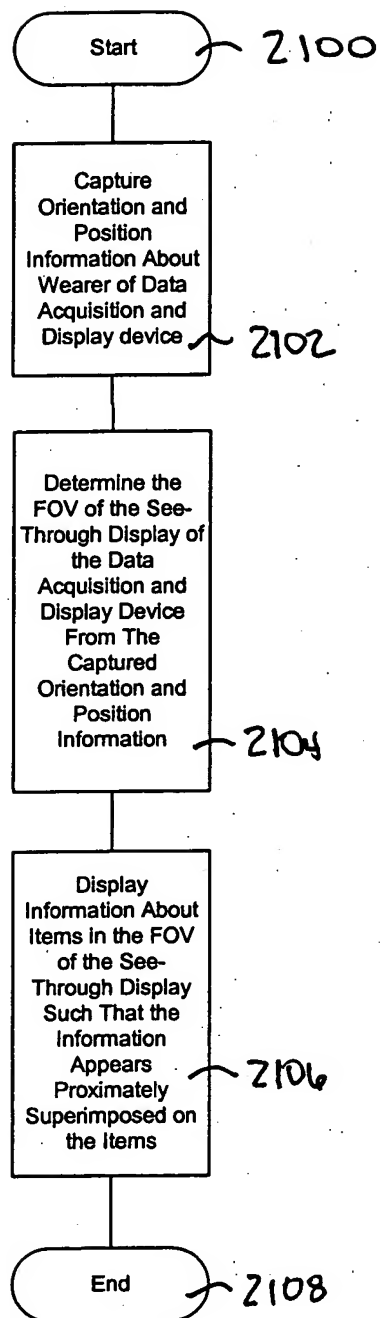 Start
2100
Capture
Orientation and
Position
Information About
Wearer of Data
Acquisition and
Display device
2102
Determine the
FOV of the See-
Through Display of
the Data
Acquisition and
Display Device
From The
Captured
Orientation and
Position
Information
2104
Display
Information About
Items in the FOV
of the See-
Through Display
Such That the
Information
Appears
Proximately
Superimposed on
the Items
2106
End
2108